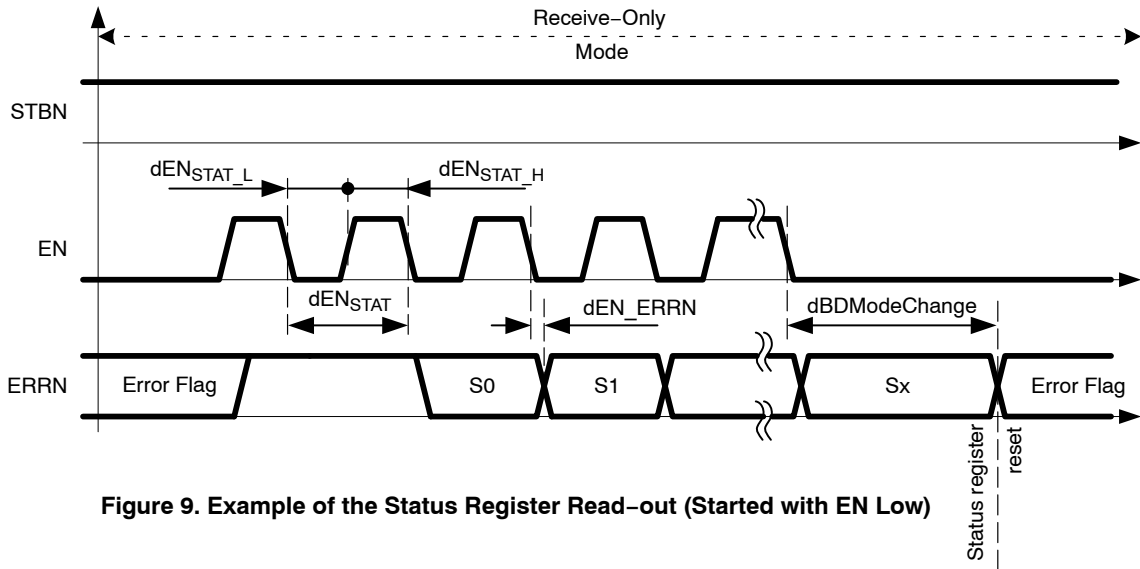 Receive−Only
Mode
STBN
dEN_STAT_L
dEN_STAT_H
EN
dEN_STAT
dEN_ERRN
dBDModeChange
ERRN
Error Flag
S0
S1
Sx
Error Flag
Status register
reset
Figure 9. Example of the Status Register Read−out (Started with EN Low)